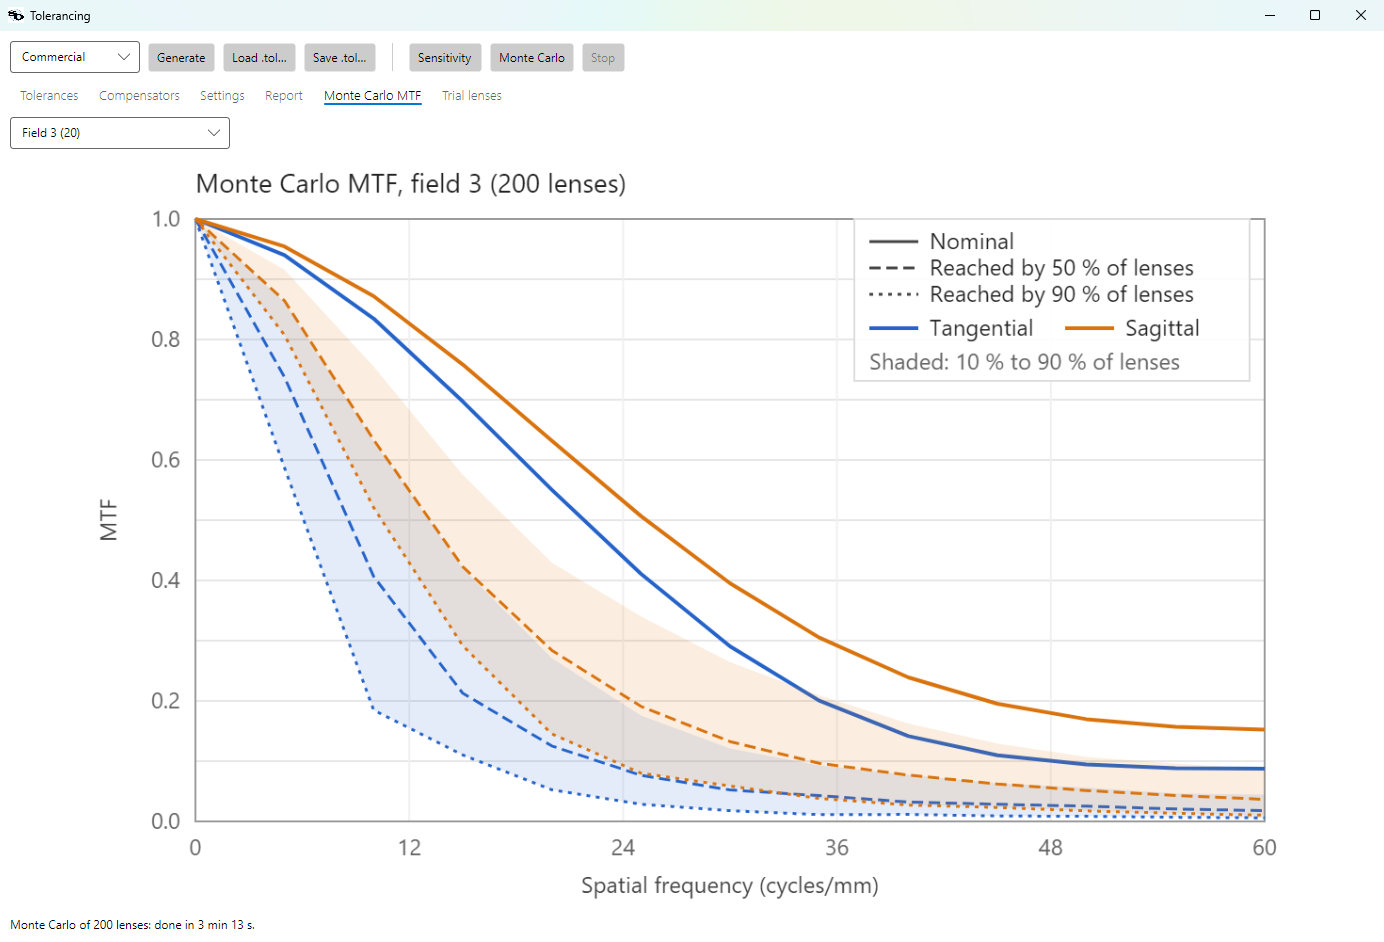 Tolerancing
Commercial Generate Load .tol... Save .tol... Sensitivity Monte Carlo Stop
Tolerances Compensators Settings Report Monte Carlo MTF Trial lenses
Field 3 (20)
Monte Carlo MTF, field 3 (200 lenses)
1.0
0.8
0.6
0.4
0.2
0.0
MTF
Nominal
Reached by 50 % of lenses
Reached by 90 % of lenses
Tangential Sagittal
Shaded: 10 % to 90 % of lenses
0 12 24 36 48 60
Spatial frequency (cycles/mm)
Monte Carlo of 200 lenses: done in 3 min 13 s.